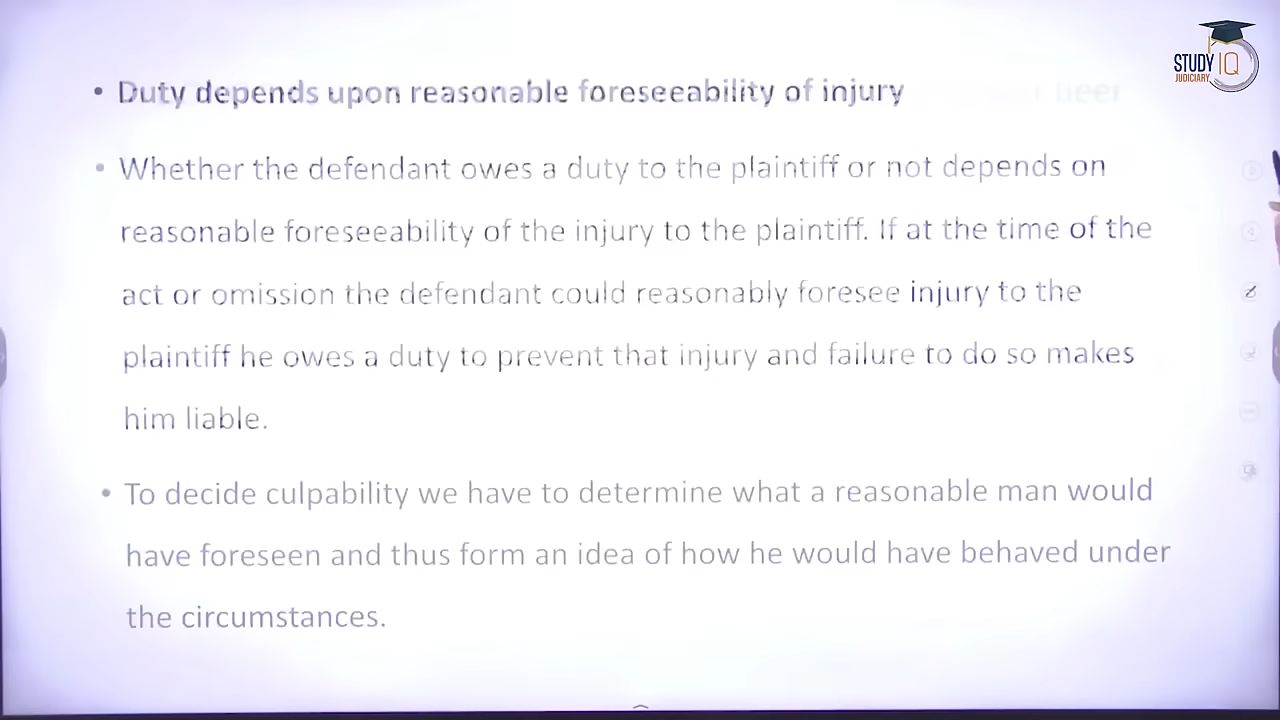 STUDY IQ
JUDICIARY
• Duty depends upon reasonable foreseeability of injury
• Whether the defendant owes a duty to the plaintiff or not depends on
reasonable foreseeability of the injury to the plaintiff. If at the time of the
act or omission the defendant could reasonably foresee injury to the
plaintiff he owes a duty to prevent that injury and failure to do so makes
him liable.
• To decide culpability we have to determine what a reasonable man would
have foreseen and thus form an idea of how he would have behaved under
the circumstances.